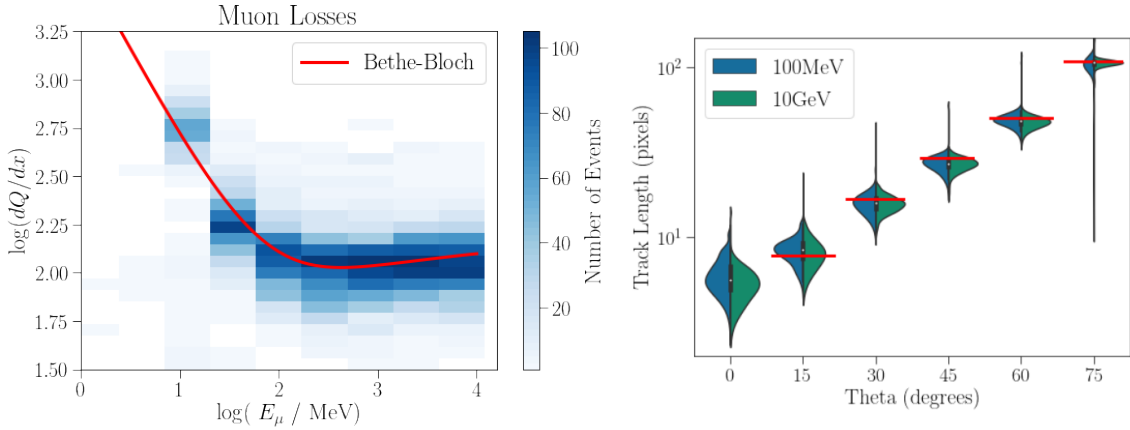 Muon Losses
Bethe-Bloch
log(dQ/dx)
3.25
3.00
2.75
2.50
2.25
2.00
1.75
1.50
0 1 2 3 4
log( E_μ / MeV)
100
80
60
40
20
Number of Events
100MeV
10GeV
Track Length (pixels)
10²
10¹
0 15 30 45 60 75
Theta (degrees)